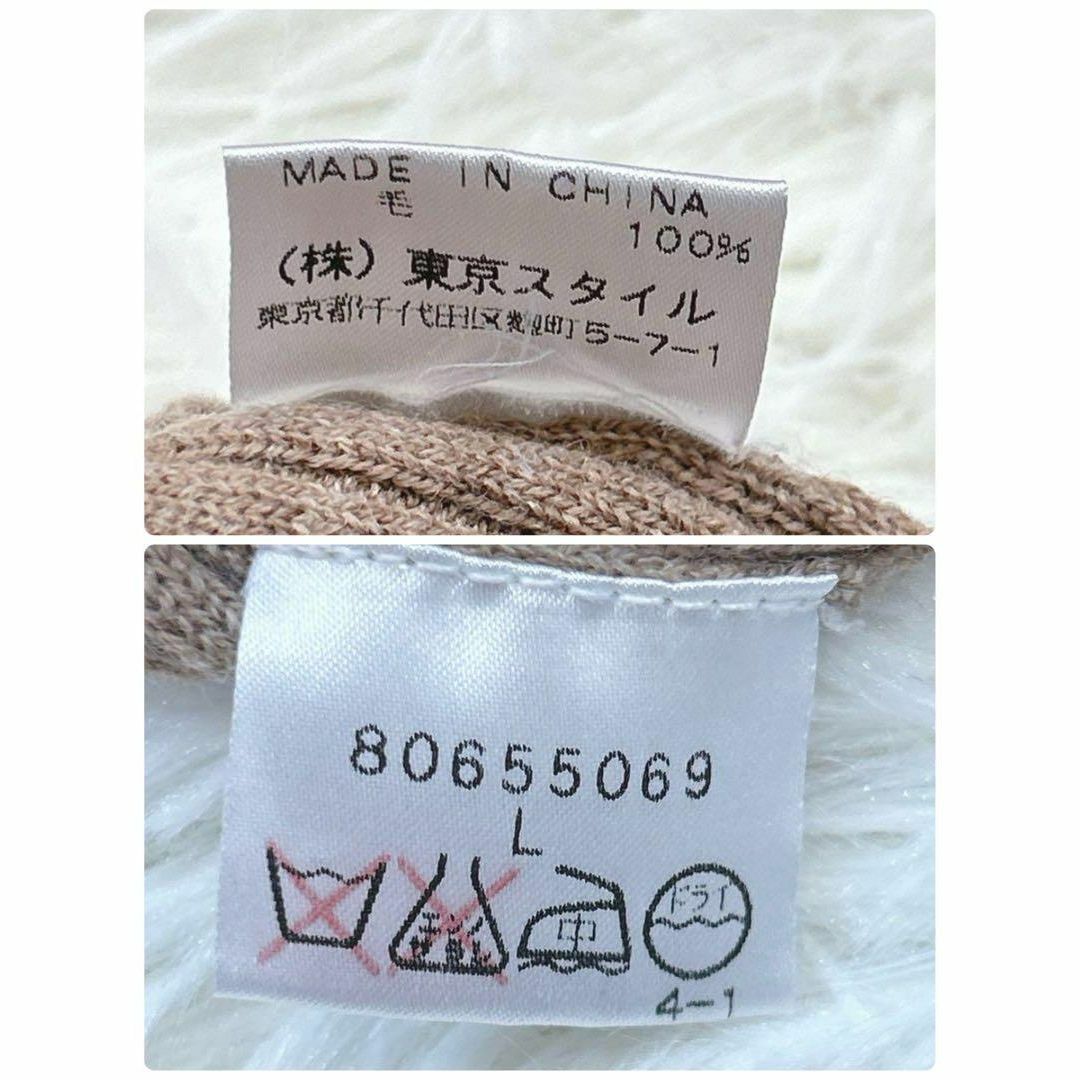 MADE IN CHINA
毛 100%
(株) 東京スタイル
東京都千代田区麹町5-7-1
80655069
L
中
ドライ
4-1